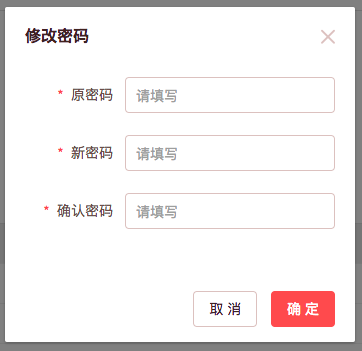 修改密码
* 原密码 请填写
* 新密码 请填写
* 确认密码 请填写
取 消 确 定